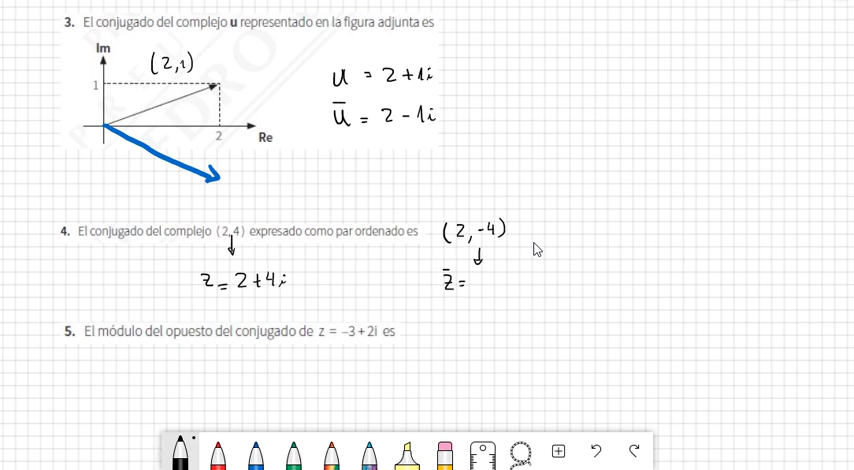 3. El conjugado del complejo u representado en la figura adjunta es
Im
(2,1)
1
2
Re
u = 2+1i
ū = 2-1i
4. El conjugado del complejo (2,4) expresado como par ordenado es (2,-4)
z = 2+4i
z̄ =
5. El módulo del opuesto del conjugado de z = -3 + 2i es